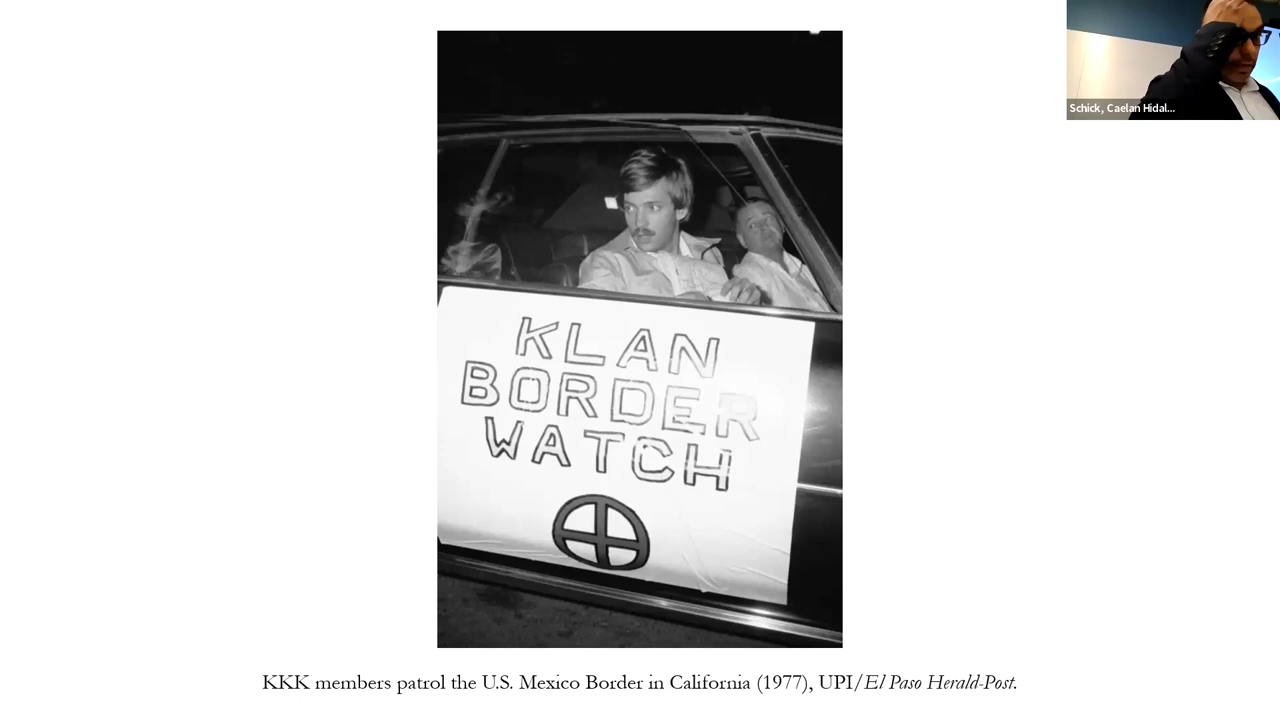 Schick, Caelan Hidal...
KLAN
BORDER
WATCH
KKK members patrol the U.S. Mexico Border in California (1977), UPI/El Paso Herald-Post.